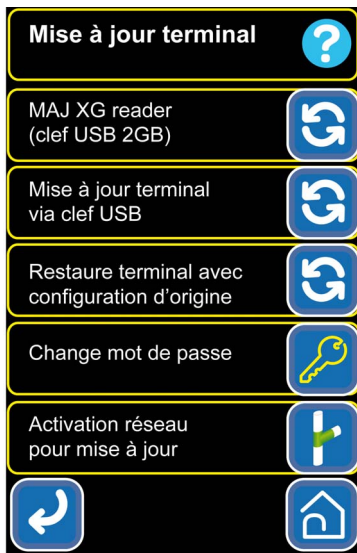 Mise à jour terminal
?
MAJ XG reader
(clef USB 2GB)
Mise à jour terminal
via clef USB
Restaure terminal avec
configuration d'origine
Change mot de passe
Activation réseau
pour mise à jour